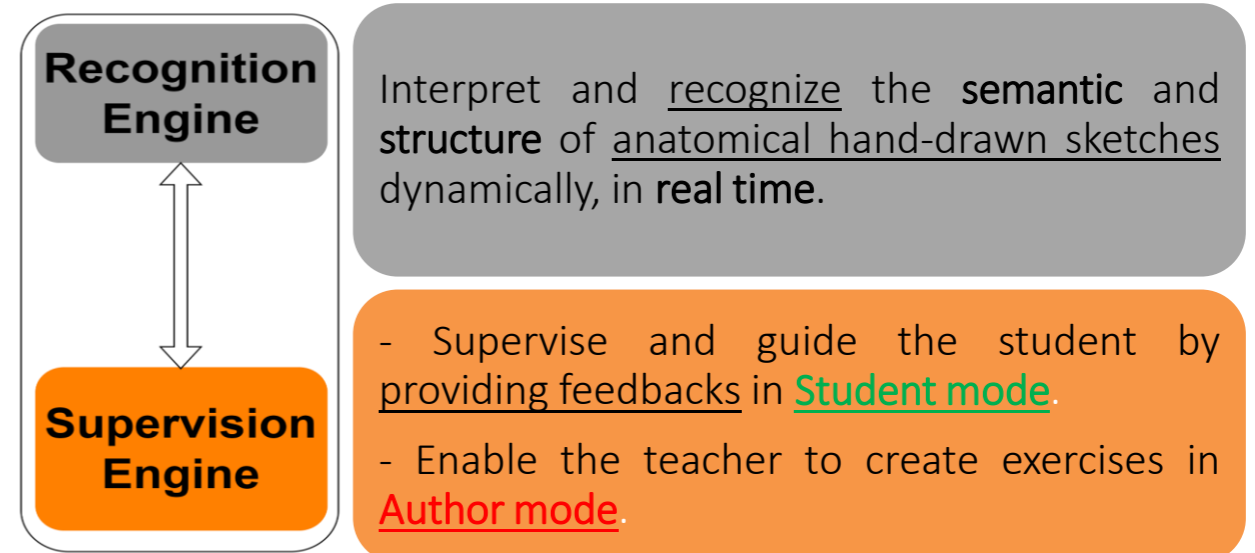 Recognition
Engine
Interpret and recognize the semantic and
structure of anatomical hand-drawn sketches
dynamically, in real time.
Supervision
Engine
- Supervise and guide the student by
providing feedbacks in Student mode.
- Enable the teacher to create exercises in
Author mode.